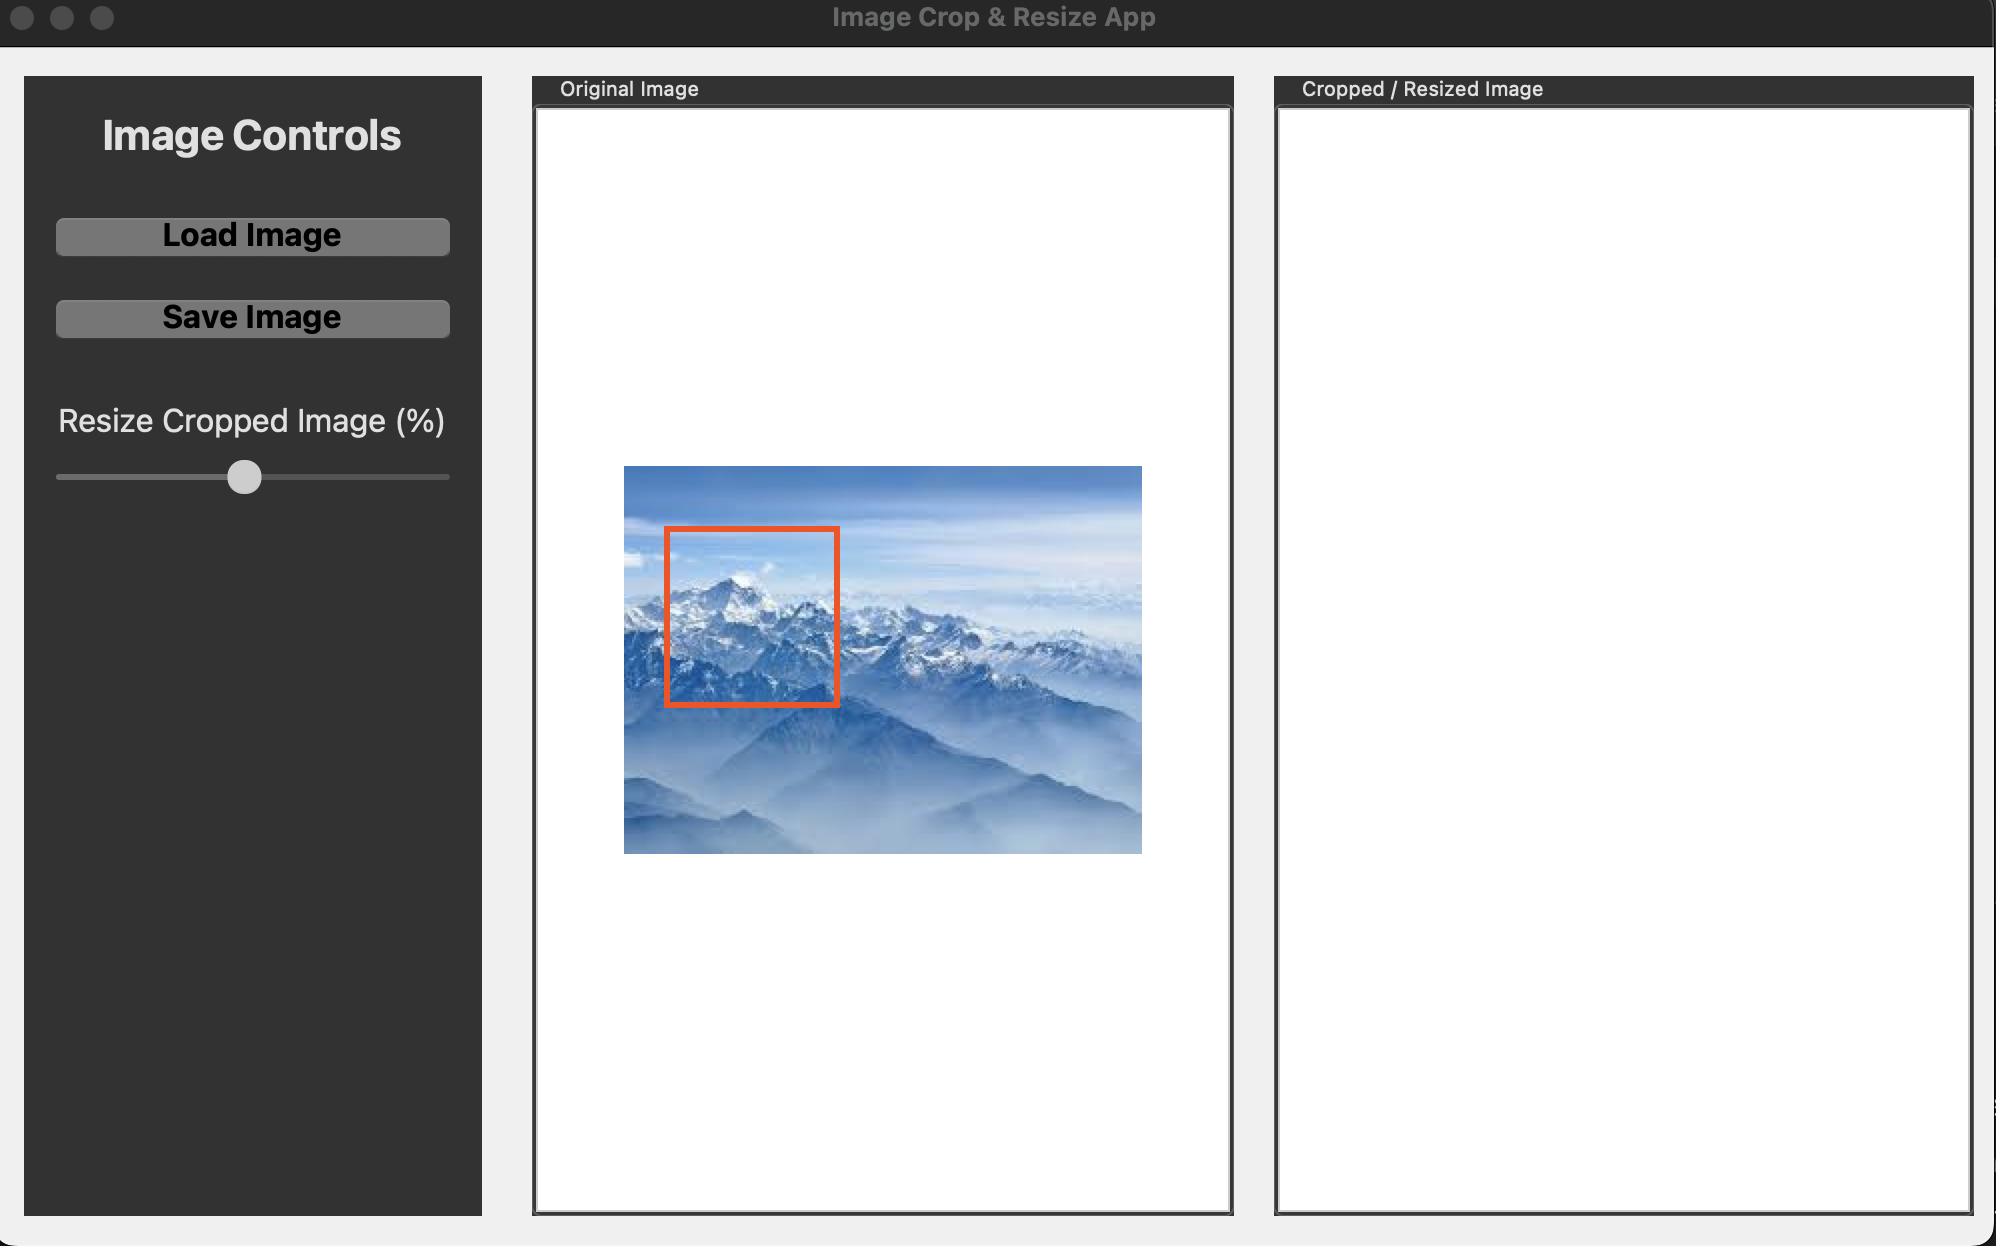 Image Crop & Resize App
Image Controls
Load Image
Save Image
Resize Cropped Image (%)
Original Image
Cropped / Resized Image